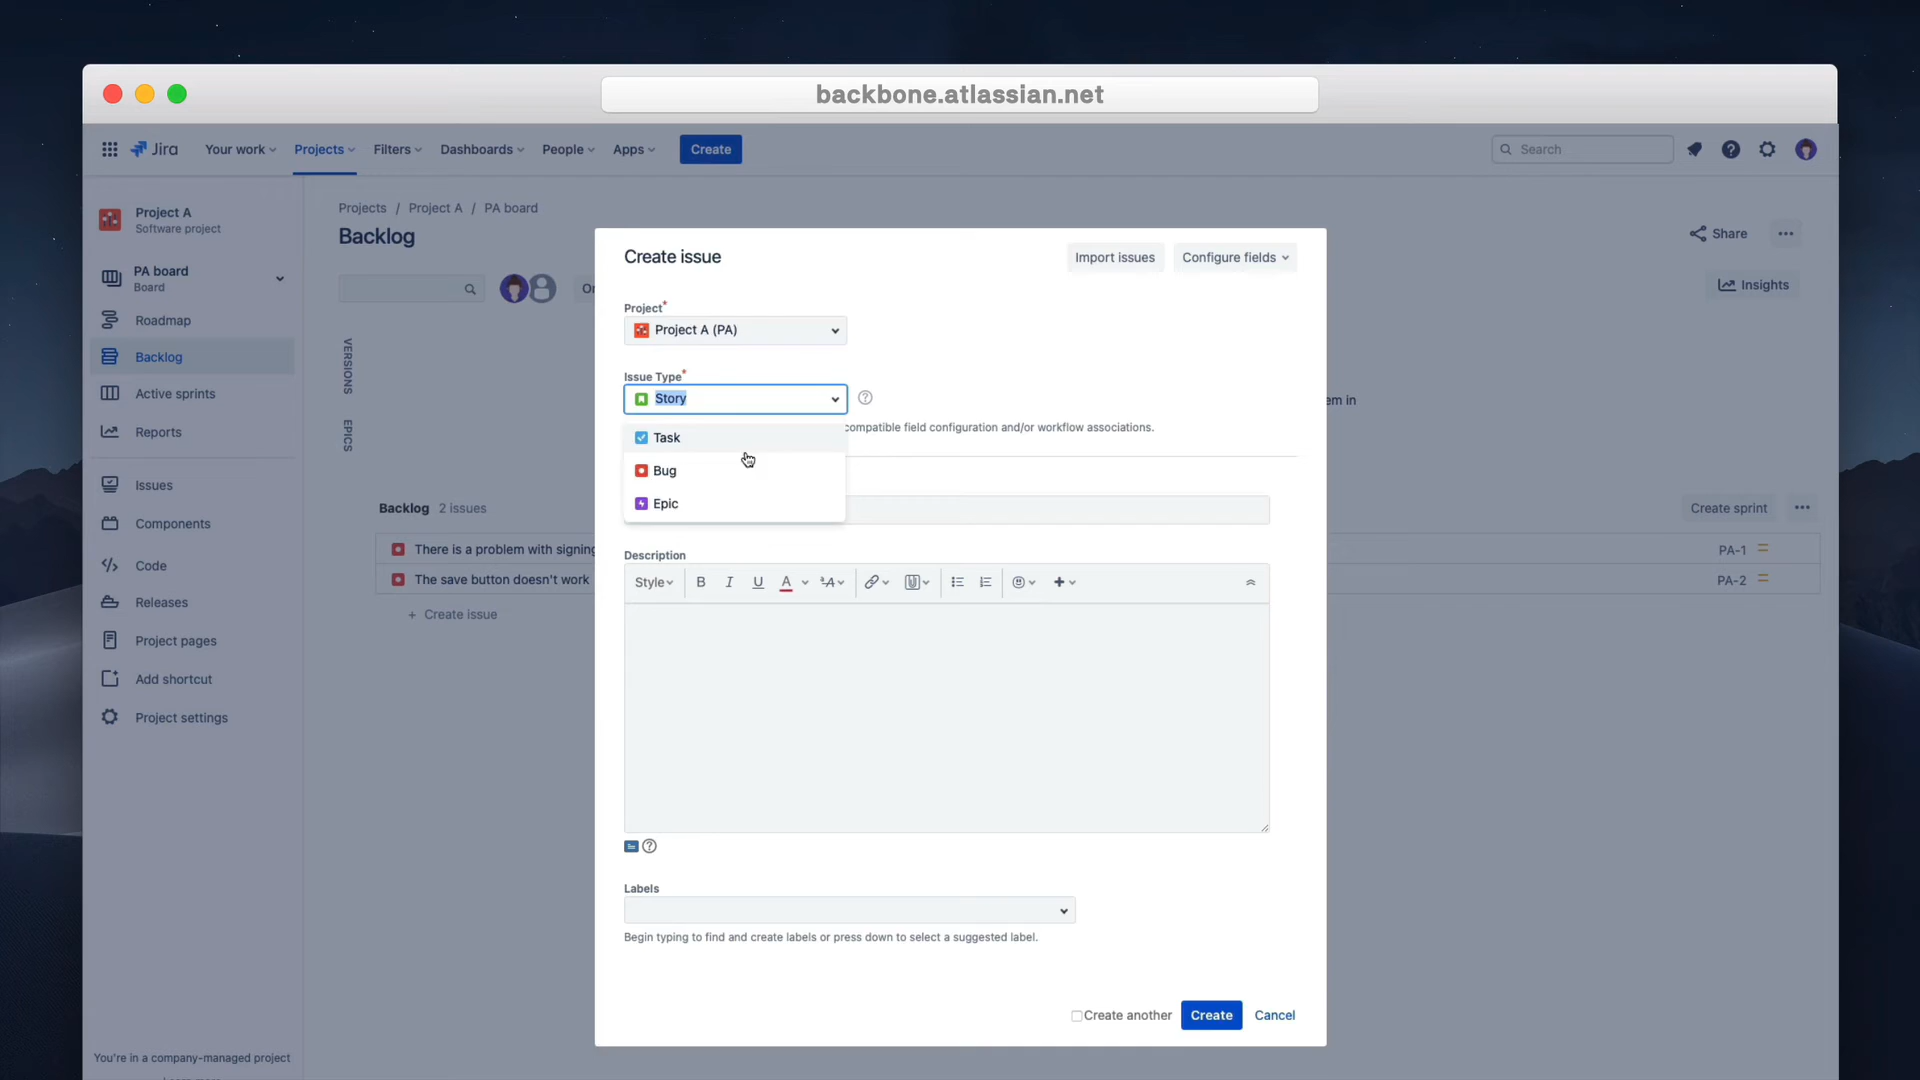 backbone.atlassian.net
Jira
Your work
Projects
Filters
Dashboards
People
Apps
Create
Search
Project A
Software project
PA board
Board
Roadmap
Backlog
Active sprints
Reports
Issues
Components
Code
Releases
Project pages
Add shortcut
Project settings
You're in a company-managed project
Projects / Project A / PA board
Backlog
Share
Insights
VERSIONS
EPICS
em in
Backlog 2 issues
Create sprint
There is a problem with signing
PA-1
The save button doesn't work
PA-2
+ Create issue
Create issue
Import issues
Configure fields
Project*
Project A (PA)
Issue Type*
Story
compatible field configuration and/or workflow associations.
Task
Bug
Epic
Description
Style
B I U A
Labels
Begin typing to find and create labels or press down to select a suggested label.
Create another
Create
Cancel